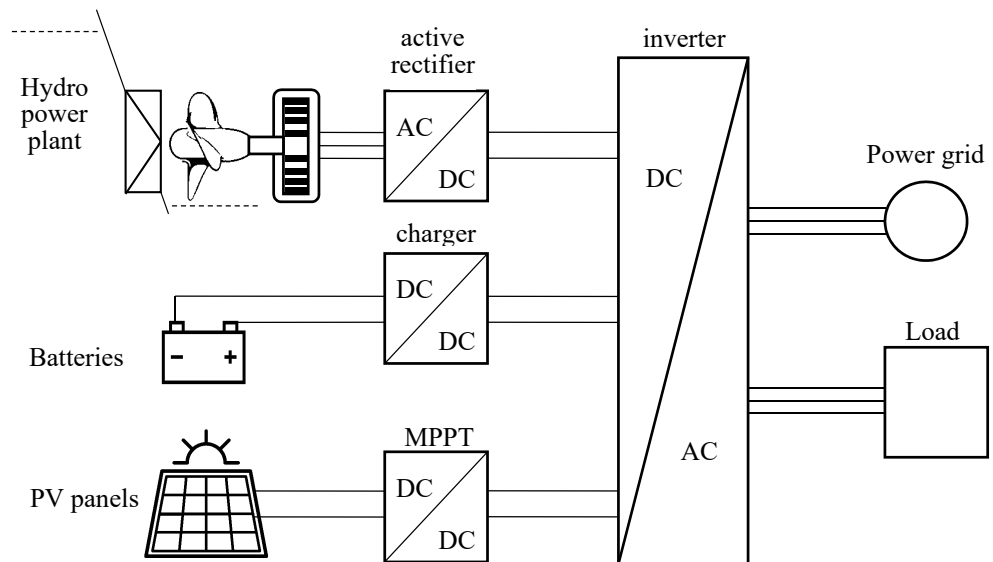 active
rectifier
inverter
Hydro
power
plant
AC
DC
DC
Power grid
charger
DC
DC
Batteries
− +
Load
MPPT
AC
PV panels
DC
DC